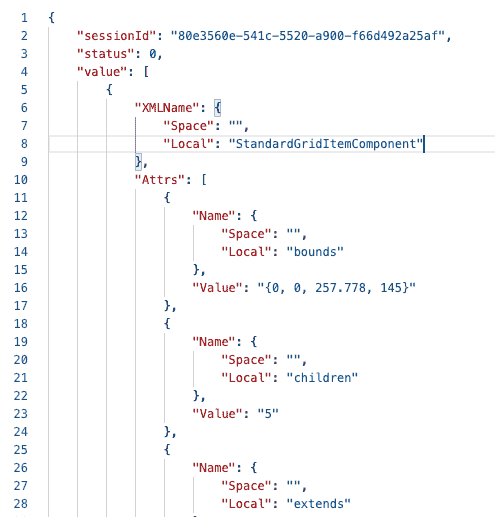 1 {
2 "sessionId": "80e3560e-541c-5520-a900-f66d492a25af",
3 "status": 0,
4 "value": [
5 {
6 "XMLName": {
7 "Space": "",
8 "Local": "StandardGridItemComponent"
9 },
10 "Attrs": [
11 {
12 "Name": {
13 "Space": "",
14 "Local": "bounds"
15 },
16 "Value": "{0, 0, 257.778, 145}"
17 },
18 {
19 "Name": {
20 "Space": "",
21 "Local": "children"
22 },
23 "Value": "5"
24 },
25 {
26 "Name": {
27 "Space": "",
28 "Local": "extends"